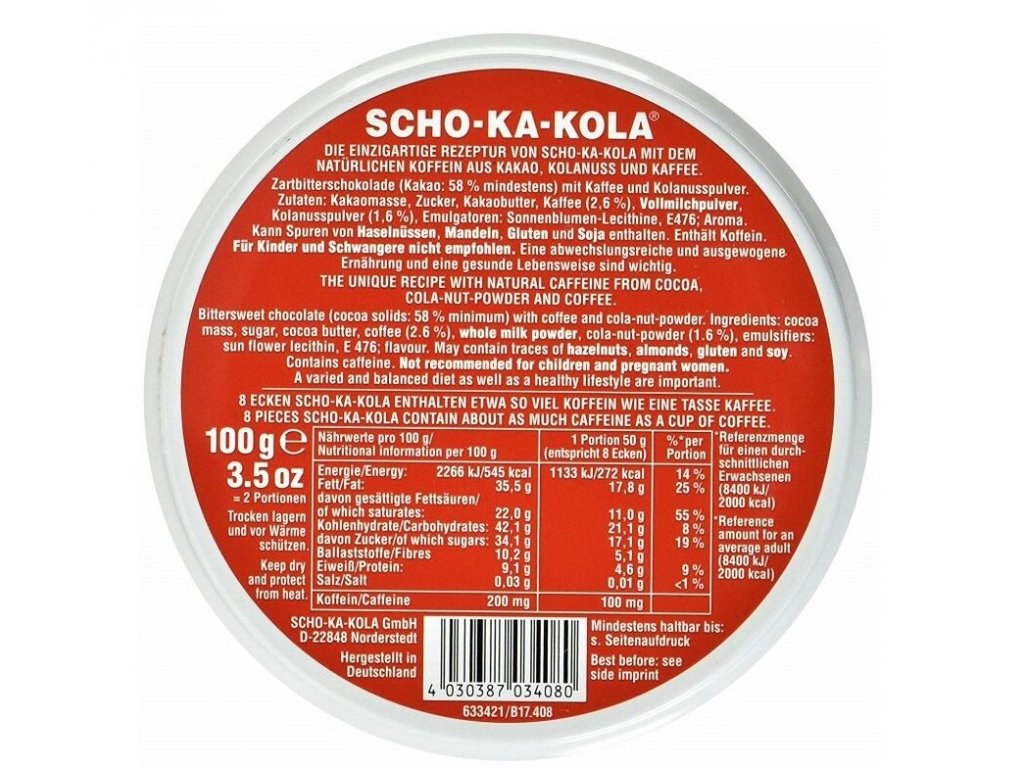 SCHO-KA-KOLA®
DIE EINZIGARTIGE REZEPTUR VON SCHO-KA-KOLA MIT DEM
NATÜRLICHEN KOFFEIN AUS KAKAO, KOLANUSS UND KAFFEE.
Zartbitterschokolade (Kakao: 58 % mindestens) mit Kaffee und Kolanusspulver.
Zutaten: Kakaomasse, Zucker, Kakaobutter, Kaffee (2,6 %), Vollmilchpulver,
Kolanusspulver (1,6 %), Emulgatoren: Sonnenblumen-Lecithine, E476; Aroma.
Kann Spuren von Haselnüssen, Mandeln, Gluten und Soja enthalten. Enthält Koffein.
Für Kinder und Schwangere nicht empfohlen. Eine abwechslungsreiche und ausgewogene
Ernährung und eine gesunde Lebensweise sind wichtig.
THE UNIQUE RECIPE WITH NATURAL CAFFEINE FROM COCOA,
COLA-NUT-POWDER AND COFFEE.
Bittersweet chocolate (cocoa solids: 58 % minimum) with coffee and cola-nut-powder. Ingredients: cocoa
mass, sugar, cocoa butter, coffee (2.6 %), whole milk powder, cola-nut-powder (1.6 %), emulsifiers:
sun flower lecithin, E 476; flavour. May contain traces of hazelnuts, almonds, gluten and soy.
Contains caffeine. Not recommended for children and pregnant women.
A varied and balanced diet as well as a healthy lifestyle are important.
8 ECKEN SCHO-KA-KOLA ENTHALTEN ETWA SO VIEL KOFFEIN WIE EINE TASSE KAFFEE.
8 PIECES SCHO-KA-KOLA CONTAIN ABOUT AS MUCH CAFFEINE AS A CUP OF COFFEE.
100 g e
3.5 oz
= 2 Portionen
Trocken lagern
und vor Wärme
schützen.
Keep dry
and protect
from heat.
Nährwerte pro 100 g/ 1 Portion 50 g %*per
Nutritional information per 100 g (entspricht 8 Ecken) Portion
Energie/Energy: 2266 kJ/545 kcal 1133 kJ/272 kcal 14 %
Fett/Fat: 35,5 g 17,8 g 25 %
davon gesättigte Fettsäuren/
of which saturates: 22,0 g 11,0 g 55 %
Kohlenhydrate/Carbohydrates: 42,1 g 21,1 g 8 %
davon Zucker/of which sugars: 34,1 g 17,1 g 19 %
Ballaststoffe/Fibres 10,2 g 5,1 g
Eiweiß/Protein: 9,1 g 4,6 g 9 %
Salz/Salt 0,03 g 0,01 g <1 %
Koffein/Caffeine 200 mg 100 mg
*Referenzmenge
für einen durch-
schnittlichen
Erwachsenen
(8400 kJ/
2000 kcal)
*Reference
amount for an
average adult
(8400 kJ/
2000 kcal)
SCHO-KA-KOLA GmbH
D-22848 Norderstedt
Hergestellt in
Deutschland
4 030387 034080
633421/B17.408
Mindestens haltbar bis:
s. Seitenaufdruck
Best before: see
side imprint